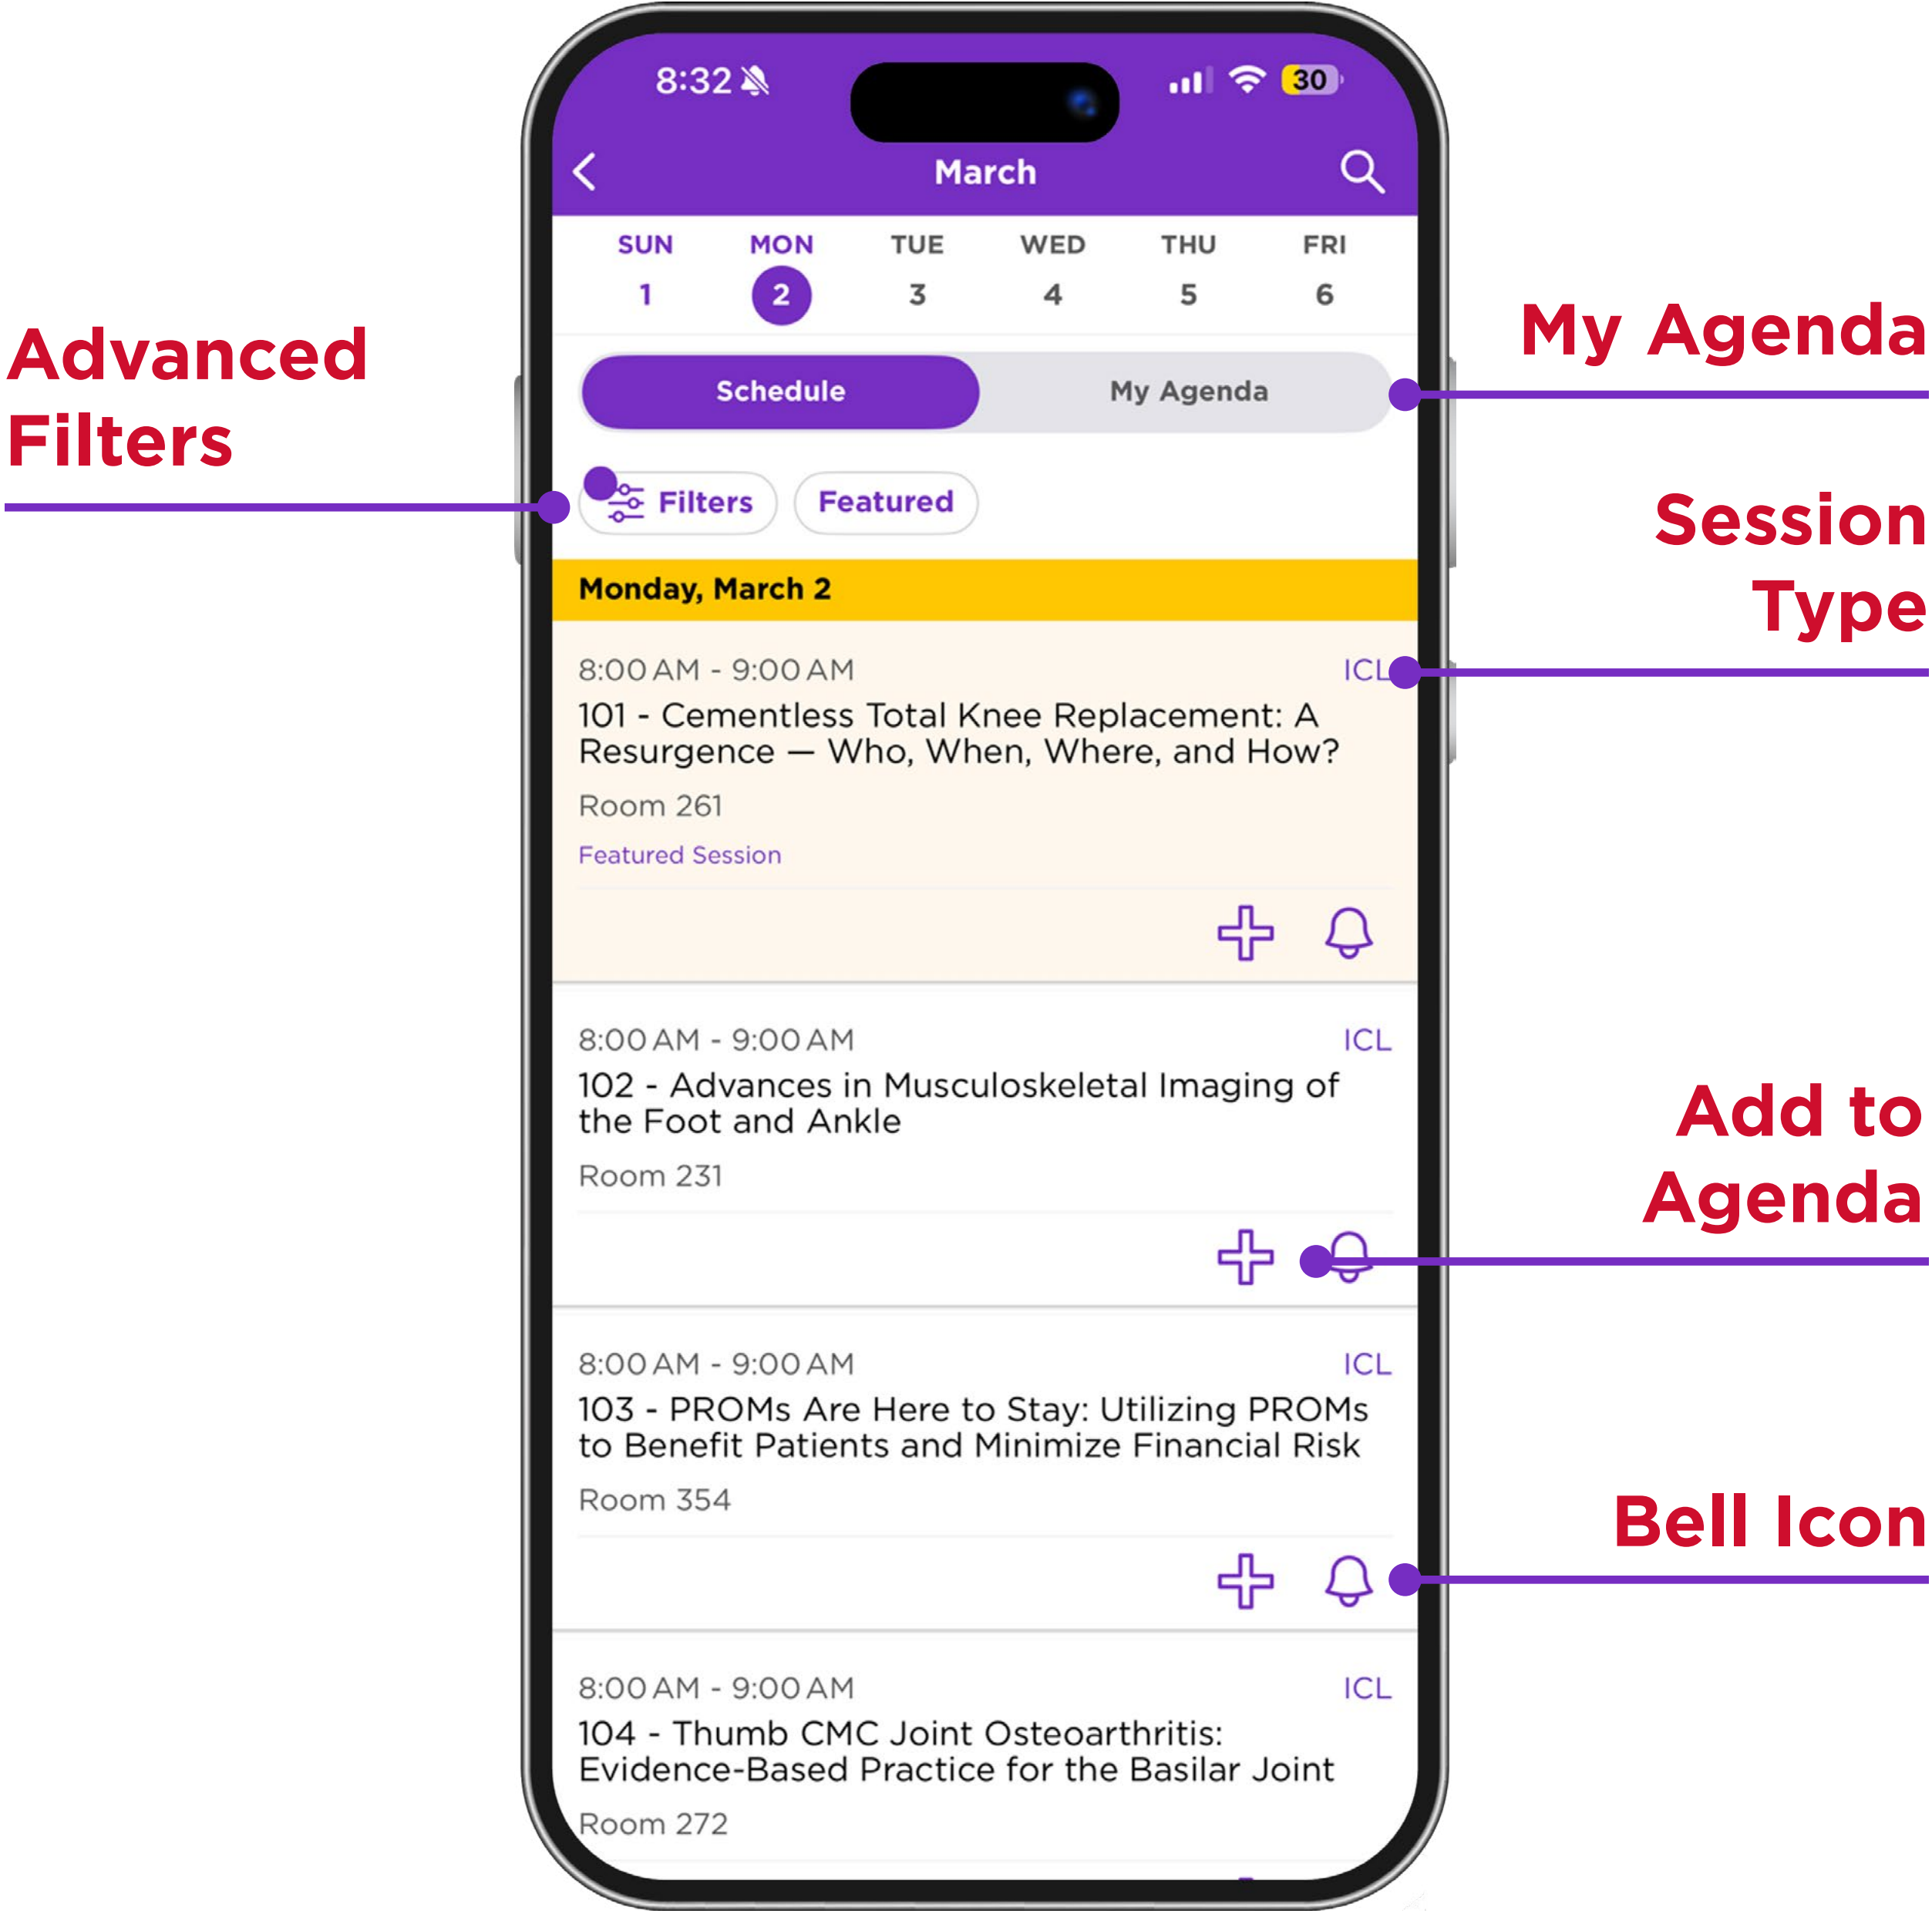 8:32
30
March
SUN MON TUE WED THU FRI
1 2 3 4 5 6
Advanced
Filters
My Agenda
Schedule My Agenda
Filters Featured
Session
Type
Monday, March 2
8:00 AM - 9:00 AM ICL
101 - Cementless Total Knee Replacement: A
Resurgence — Who, When, Where, and How?
Room 261
Featured Session
8:00 AM - 9:00 AM ICL
102 - Advances in Musculoskeletal Imaging of
the Foot and Ankle
Room 231
Add to
Agenda
8:00 AM - 9:00 AM ICL
103 - PROMs Are Here to Stay: Utilizing PROMs
to Benefit Patients and Minimize Financial Risk
Room 354
Bell Icon
8:00 AM - 9:00 AM ICL
104 - Thumb CMC Joint Osteoarthritis:
Evidence-Based Practice for the Basilar Joint
Room 272